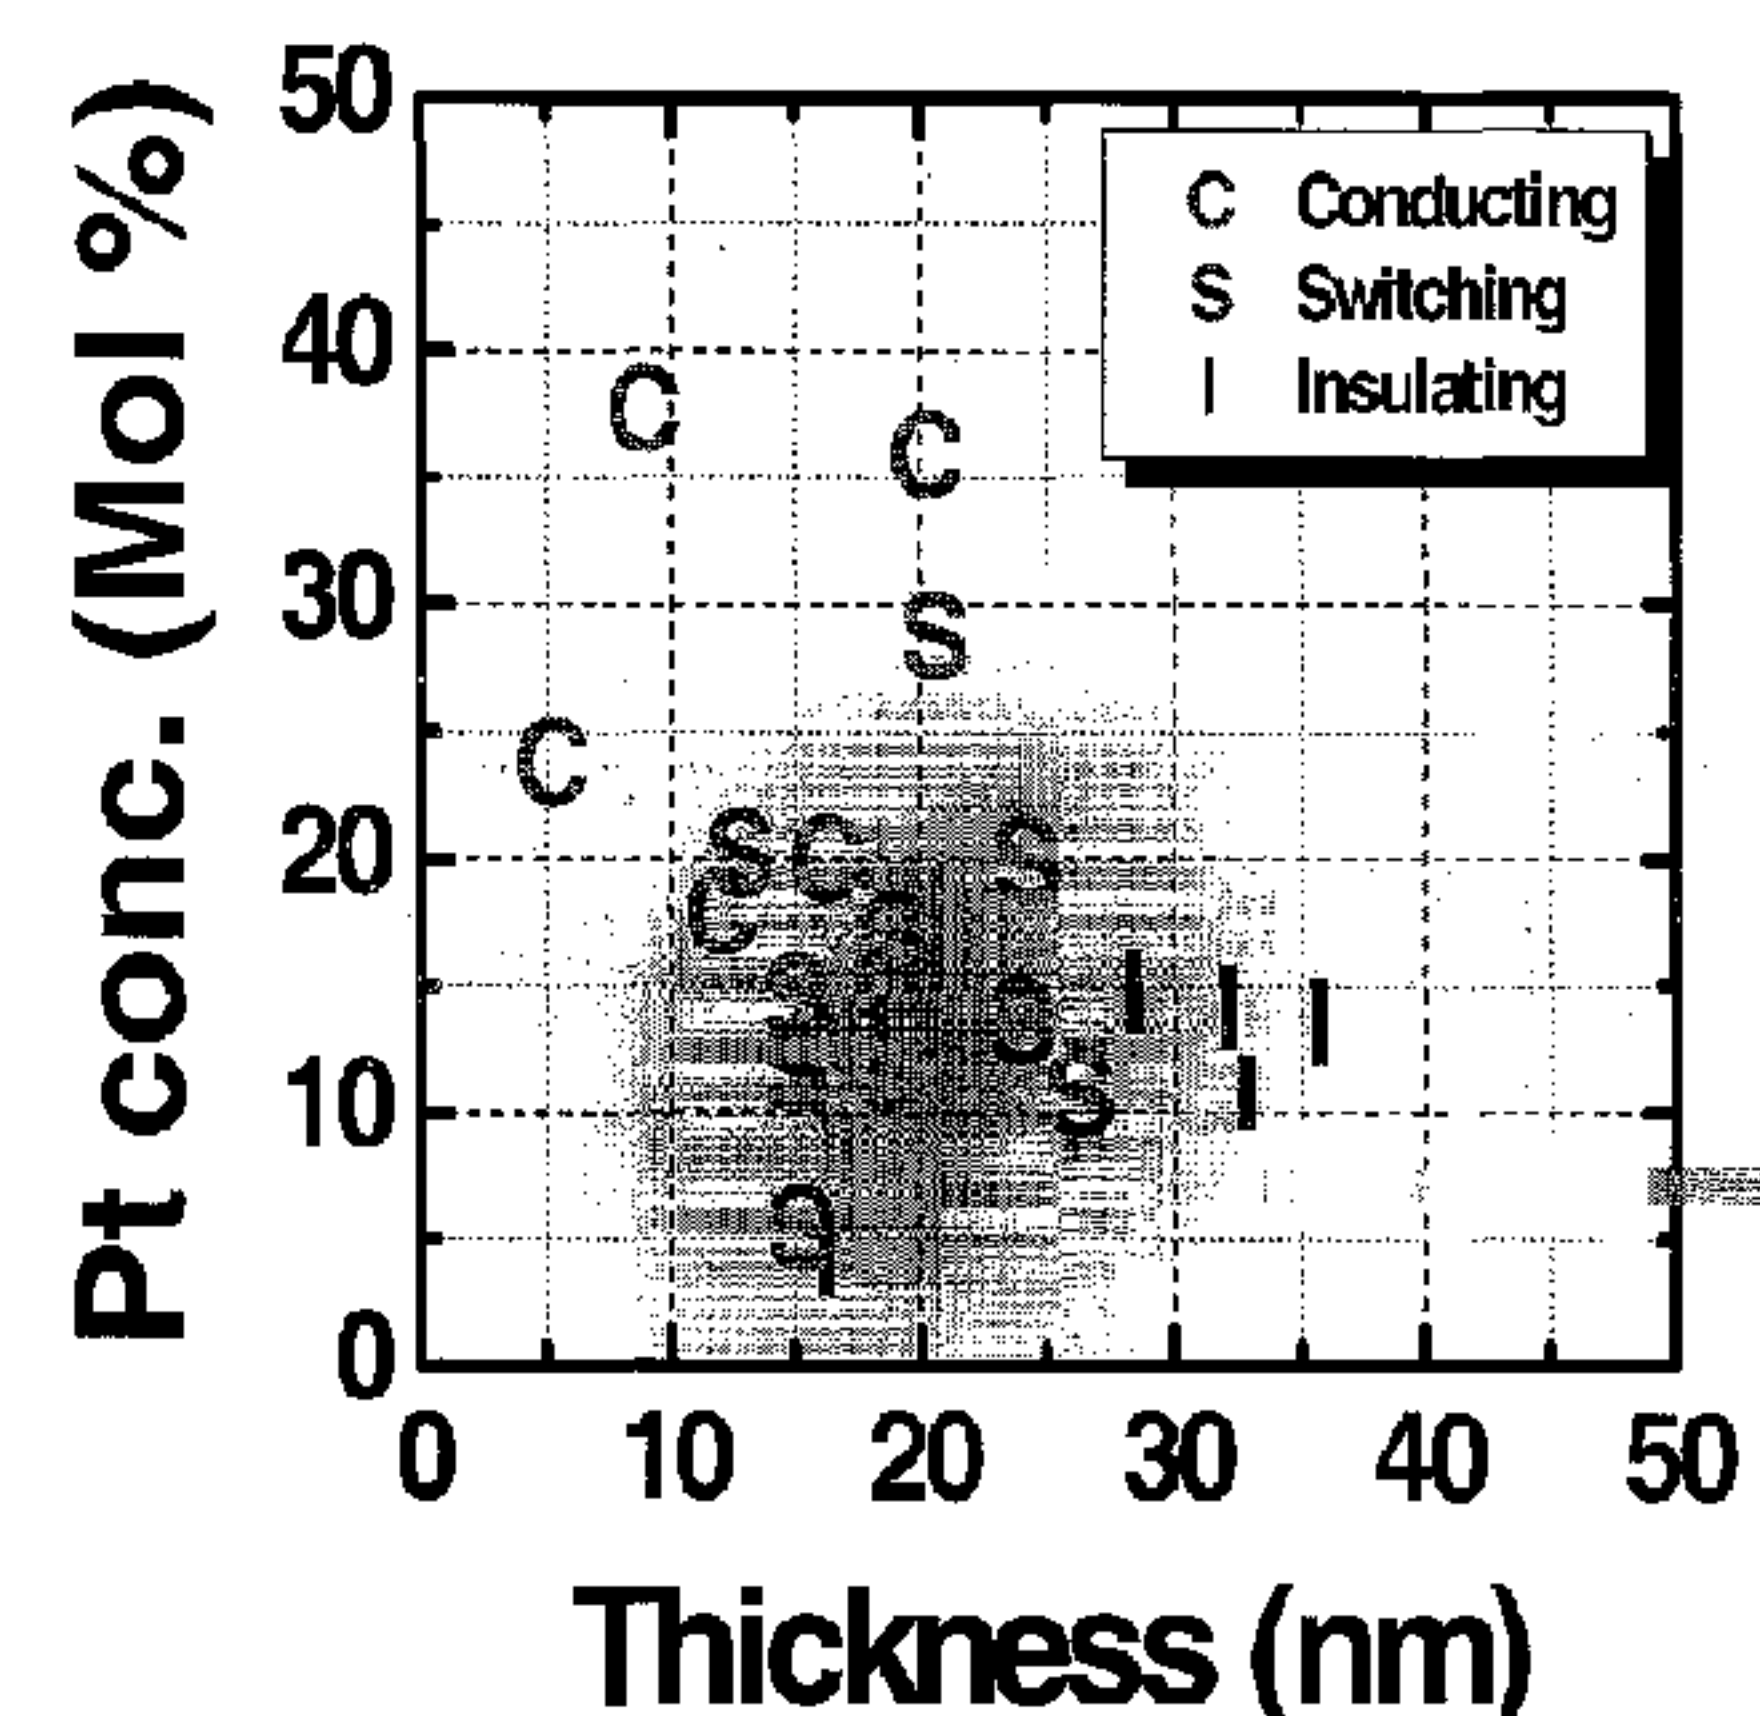 Pt conc. (Mol %)
50
40
30
20
10
0
C Conducting
S Switching
I Insulating
C
C
S
C
S C S
C
I I I
S
I
0 10 20 30 40 50
Thickness (nm)